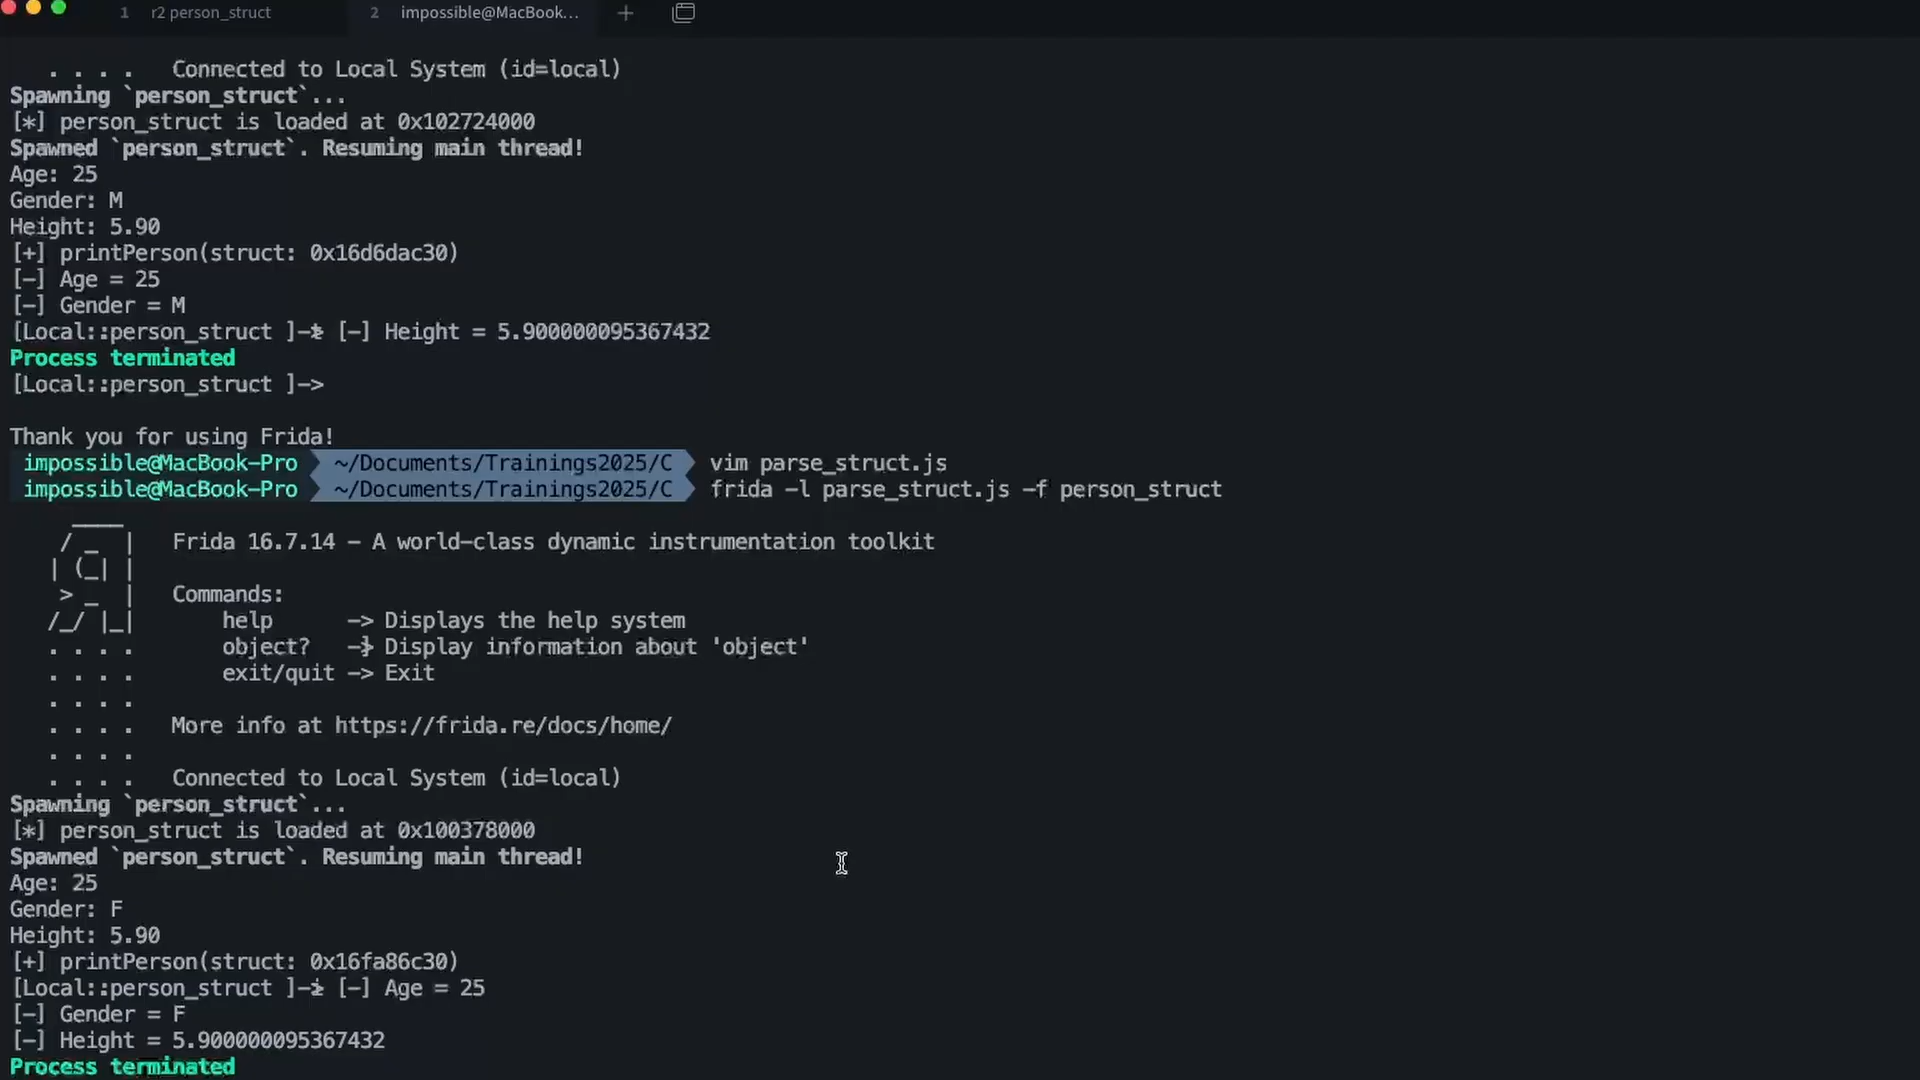 1 r2 person_struct 2 impossible@MacBook... +
. . . . Connected to Local System (id=local)
Spawning `person_struct`...
[*] person_struct is loaded at 0x102724000
Spawned `person_struct`. Resuming main thread!
Age: 25
Gender: M
Height: 5.90
[+] printPerson(struct: 0x16d6dac30)
[-] Age = 25
[-] Gender = M
[Local::person_struct ]-> [-] Height = 5.900000095367432
Process terminated
[Local::person_struct ]->
Thank you for using Frida!
impossible@MacBook-Pro ~/Documents/Trainings2025/C vim parse_struct.js
impossible@MacBook-Pro ~/Documents/Trainings2025/C frida -l parse_struct.js -f person_struct
____
/ _ | Frida 16.7.14 - A world-class dynamic instrumentation toolkit
| (_| |
> _ | Commands:
/_/ |_| help -> Displays the help system
. . . . object? -> Display information about 'object'
. . . . exit/quit -> Exit
. . . .
. . . . More info at https://frida.re/docs/home/
. . . .
. . . . Connected to Local System (id=local)
Spawning `person_struct`...
[*] person_struct is loaded at 0x100378000
Spawned `person_struct`. Resuming main thread!
Age: 25
Gender: F
Height: 5.90
[+] printPerson(struct: 0x16fa86c30)
[Local::person_struct ]-> [-] Age = 25
[-] Gender = F
[-] Height = 5.900000095367432
Process terminated